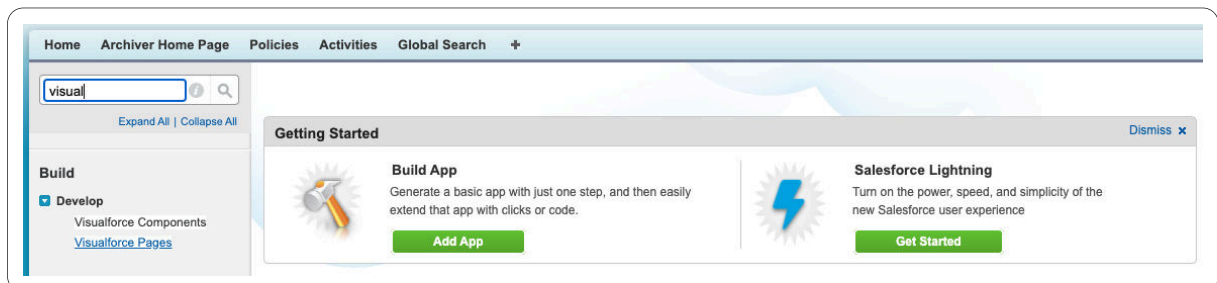 Home Archiver Home Page Policies Activities Global Search +
visual
Expand All | Collapse All
Build
Develop
Visualforce Components
Visualforce Pages
Getting Started
Dismiss x
Build App
Generate a basic app with just one step, and then easily
extend that app with clicks or code.
Add App
Salesforce Lightning
Turn on the power, speed, and simplicity of the
new Salesforce user experience
Get Started